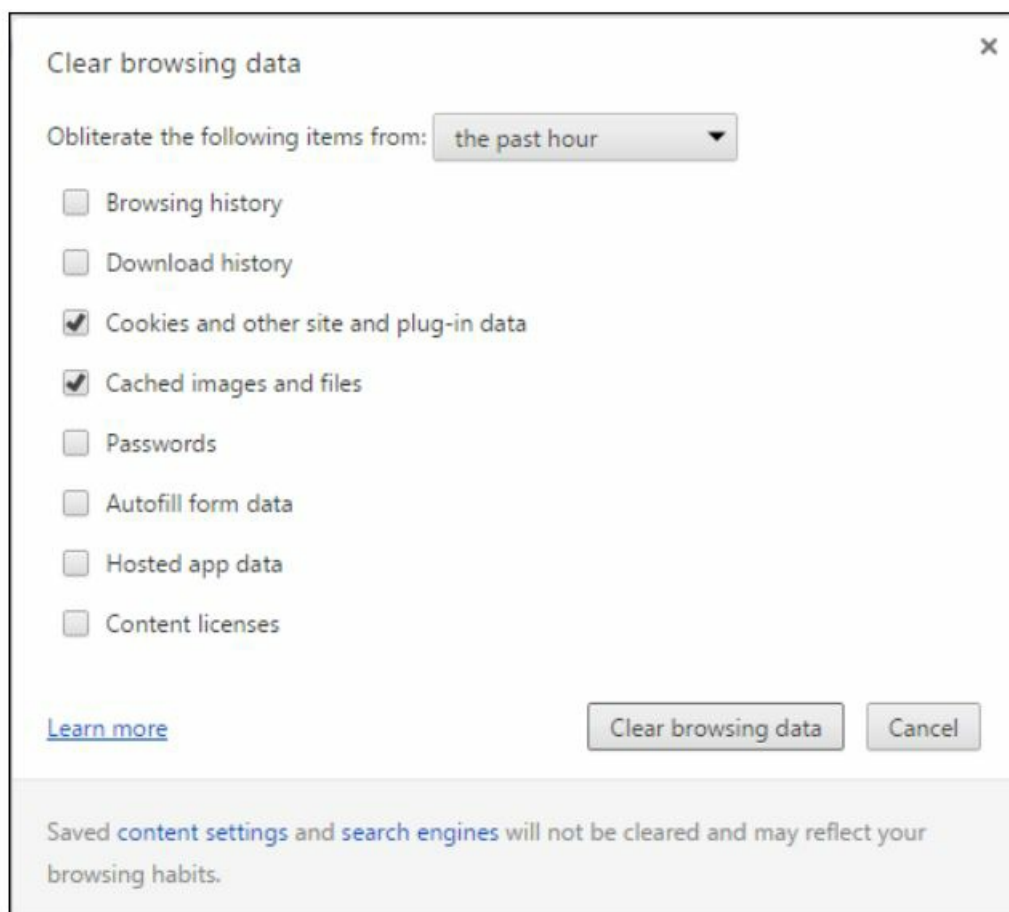 Clear browsing data
×
Obliterate the following items from: the past hour
Browsing history
Download history
Cookies and other site and plug-in data
Cached images and files
Passwords
Autofill form data
Hosted app data
Content licenses
Learn more Clear browsing data Cancel
Saved content settings and search engines will not be cleared and may reflect your
browsing habits.